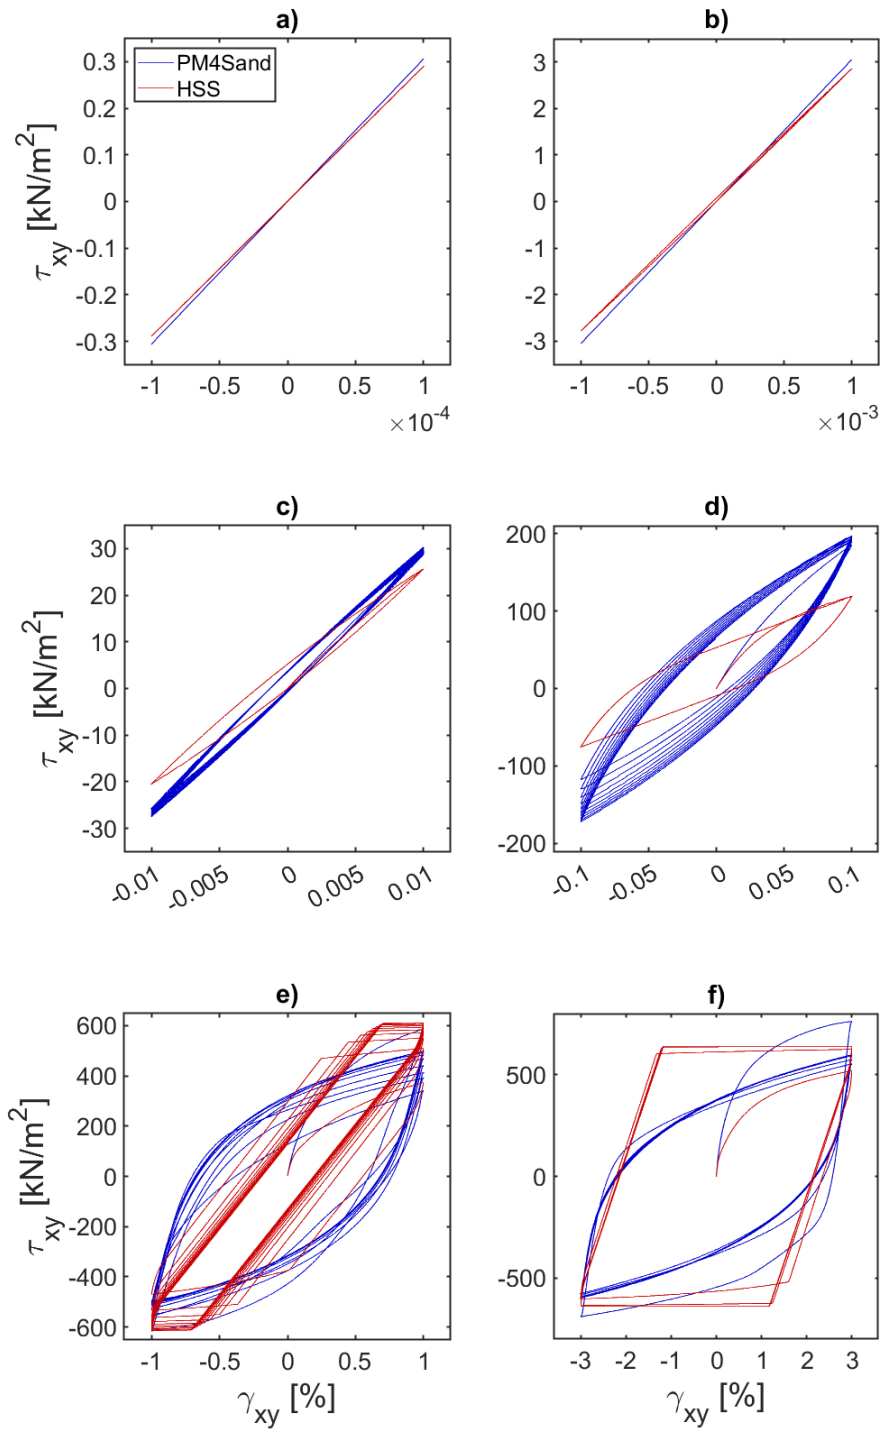 a)
b)
PM4Sand
HSS
τxy [kN/m²]
0.3
0.2
0.1
0
-0.1
-0.2
-0.3
-1 -0.5 0 0.5 1
×10⁻⁴
3
2
1
0
-1
-2
-3
-1 -0.5 0 0.5 1
×10⁻³
c)
d)
τxy [kN/m²]
30
20
10
0
-10
-20
-30
-0.01 -0.005 0 0.005 0.01
200
100
0
-100
-200
-0.1 -0.05 0 0.05 0.1
e)
f)
τxy [kN/m²]
600
400
200
0
-200
-400
-600
-1 -0.5 0 0.5 1
γxy [%]
500
0
-500
-3 -2 -1 0 1 2 3
γxy [%]